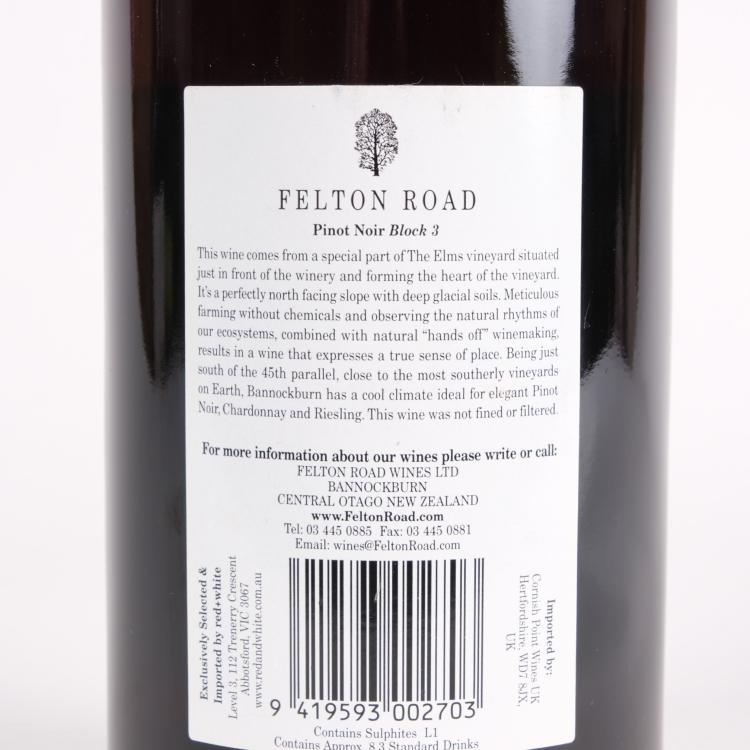 FELTON ROAD
Pinot Noir Block 3
This wine comes from a special part of The Elms vineyard situated
just in front of the winery and forming the heart of the vineyard.
It's a perfectly north facing slope with deep glacial soils. Meticulous
farming without chemicals and observing the natural rhythms of
our ecosystems, combined with natural "hands off" winemaking,
results in a wine that expresses a true sense of place. Being just
south of the 45th parallel, close to the most southerly vineyards
on Earth, Bannockburn has a cool climate ideal for elegant Pinot
Noir, Chardonnay and Riesling. This wine was not fined or filtered.
For more information about our wines please write or call:
FELTON ROAD WINES LTD
BANNOCKBURN
CENTRAL OTAGO NEW ZEALAND
www.FeltonRoad.com
Tel: 03 445 0885 Fax: 03 445 0881
Email: wines@FeltonRoad.com
Exclusively Selected &
Imported by red+white
Level 3, 112 Trenerry Crescent
Abbotsford, VIC 3067
www.redandwhite.com.au
9 419593 002703
Imported by:
Cornish Point Wines UK
Hertfordshire, WD7 8JX,
UK
Contains Sulphites L1
Contains Approx. 8.3 Standard Drinks